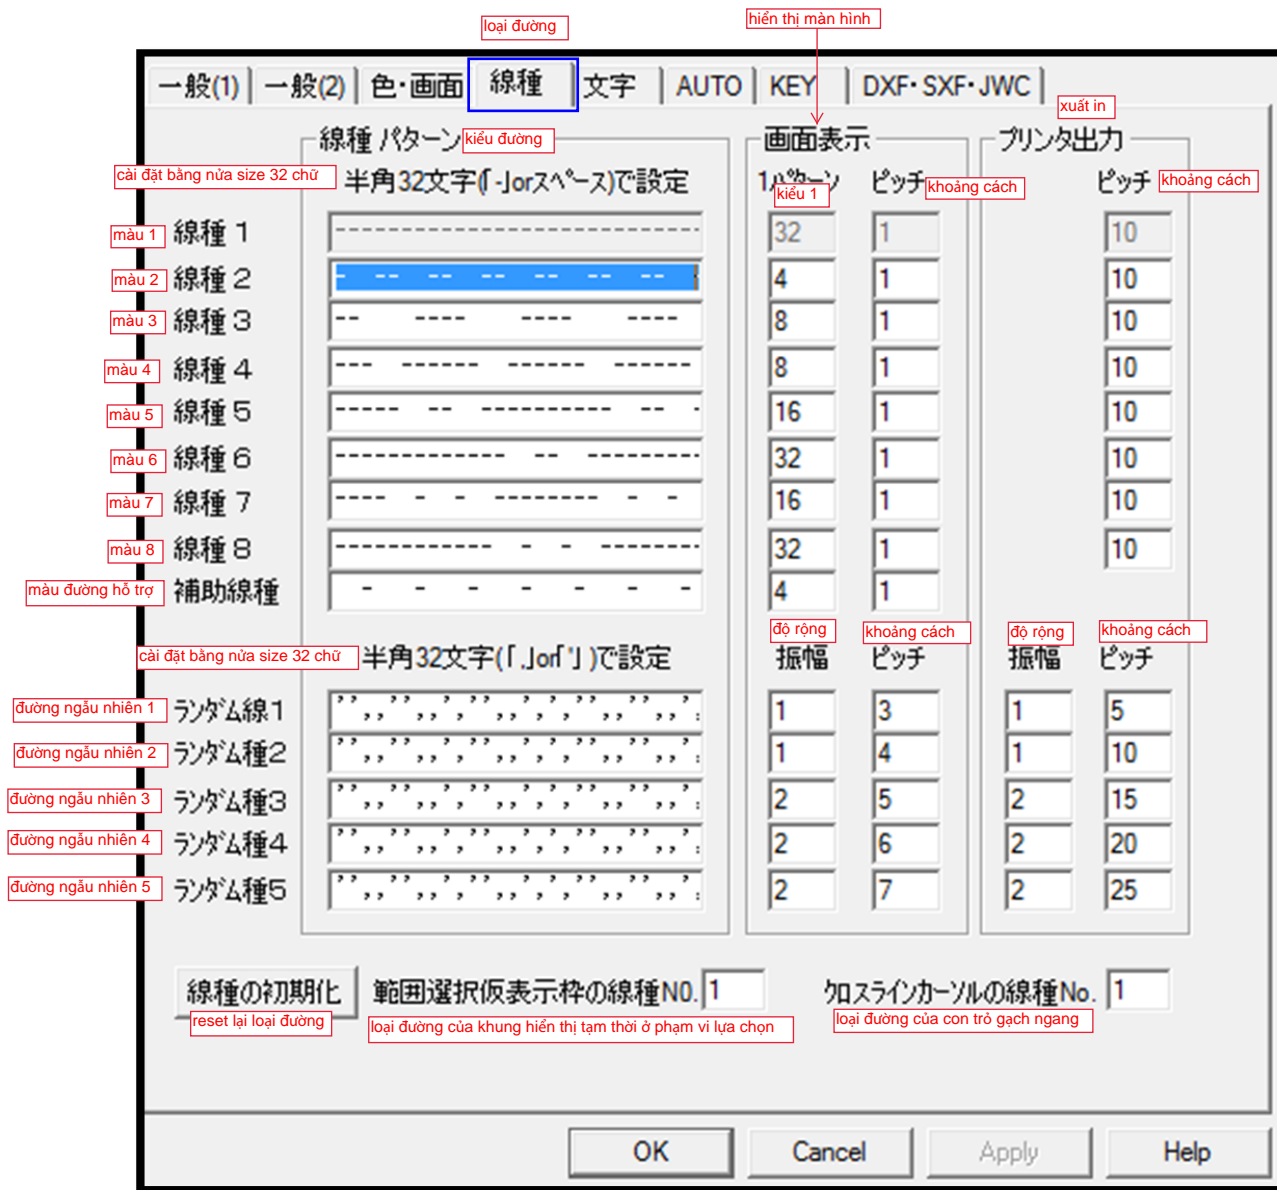 hiển thị màn hình
loại đường
一般(1) 一般(2) 色・画面 線種 文字 AUTO KEY DXF・SXF・JWC
xuất in
線種 パターン kiểu đường 画面表示 プリンタ出力
cài đặt bằng nửa size 32 chữ 半角32文字(「-」orスペース)で設定 1パターン ピッチ khoảng cách ピッチ khoảng cách
kiểu 1
màu 1 線種 1 -------------------------------- 32 1 10
màu 2 線種 2 - -- -- -- -- -- -- 4 1 10
màu 3 線種 3 -- ---- ---- ---- 8 1 10
màu 4 線種 4 --- ------ ------ ------ 8 1 10
màu 5 線種 5 ----- -- ---------- -- - 16 1 10
màu 6 線種 6 ------------- -- ----------- 32 1 10
màu 7 線種 7 ---- - - -------- - - 16 1 10
màu 8 線種 8 ------------ - - -------- 32 1 10
màu đường hỗ trợ 補助線種 - - - - - - - 4 1
độ rộng khoảng cách độ rộng khoảng cách
cài đặt bằng nửa size 32 chữ 半角32文字(「,」or「'」)で設定 振幅 ピッチ 振幅 ピッチ
đường ngẫu nhiên 1 ランダム線1 '',,'',,',','',,',',',,'',,', 1 3 1 5
đường ngẫu nhiên 2 ランダム種2 '',,'',,',','',,',',',,'',,', 1 4 1 10
đường ngẫu nhiên 3 ランダム種3 '',,'',,',','',,',',',,'',,', 2 5 2 15
đường ngẫu nhiên 4 ランダム種4 '',,'',,',','',,',',',,'',,', 2 6 2 20
đường ngẫu nhiên 5 ランダム種5 '',,'',,',','',,',',',,'',,', 2 7 2 25
線種の初期化 範囲選択仮表示枠の線種NO. 1 クロスラインカーソルの線種No. 1
reset lại loại đường loại đường của khung hiển thị tạm thời ở phạm vi lựa chọn loại đường của con trỏ gạch ngang
OK Cancel Apply Help